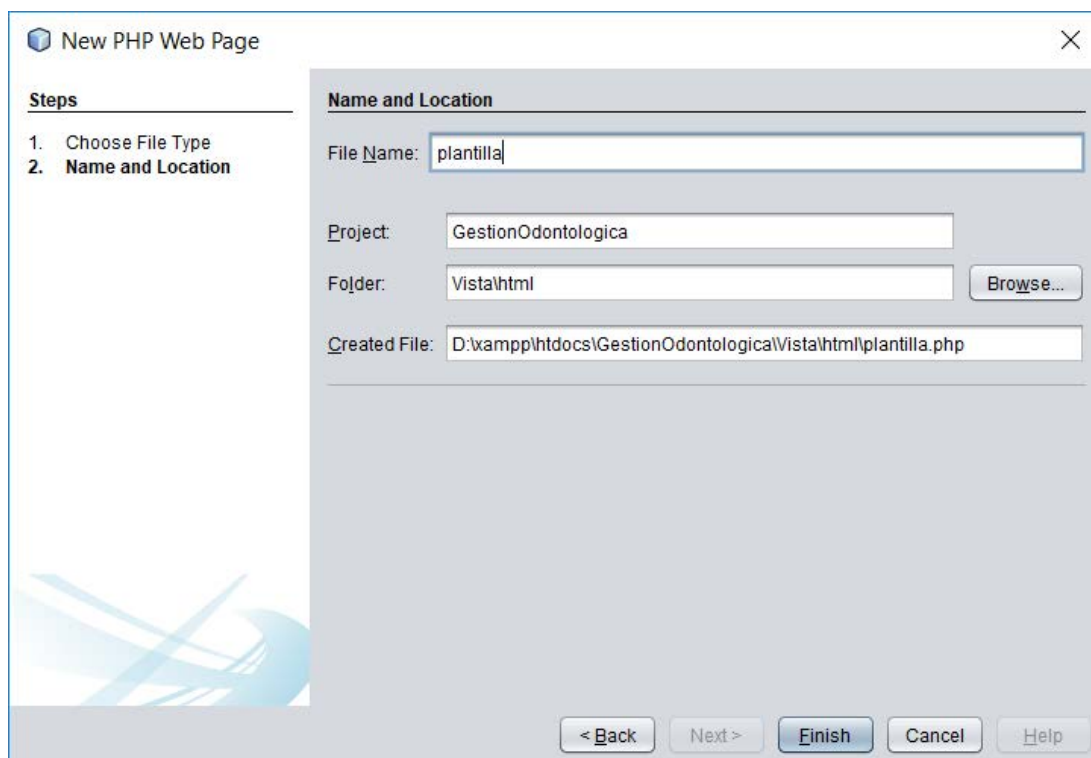 New PHP Web Page
Steps
1. Choose File Type
2. Name and Location
Name and Location
File Name: plantilla
Project: GestionOdontologica
Folder: Vista\html Browse...
Created File: D:\xampp\htdocs\GestionOdontologica\Vista\html\plantilla.php
< Back Next > Finish Cancel Help